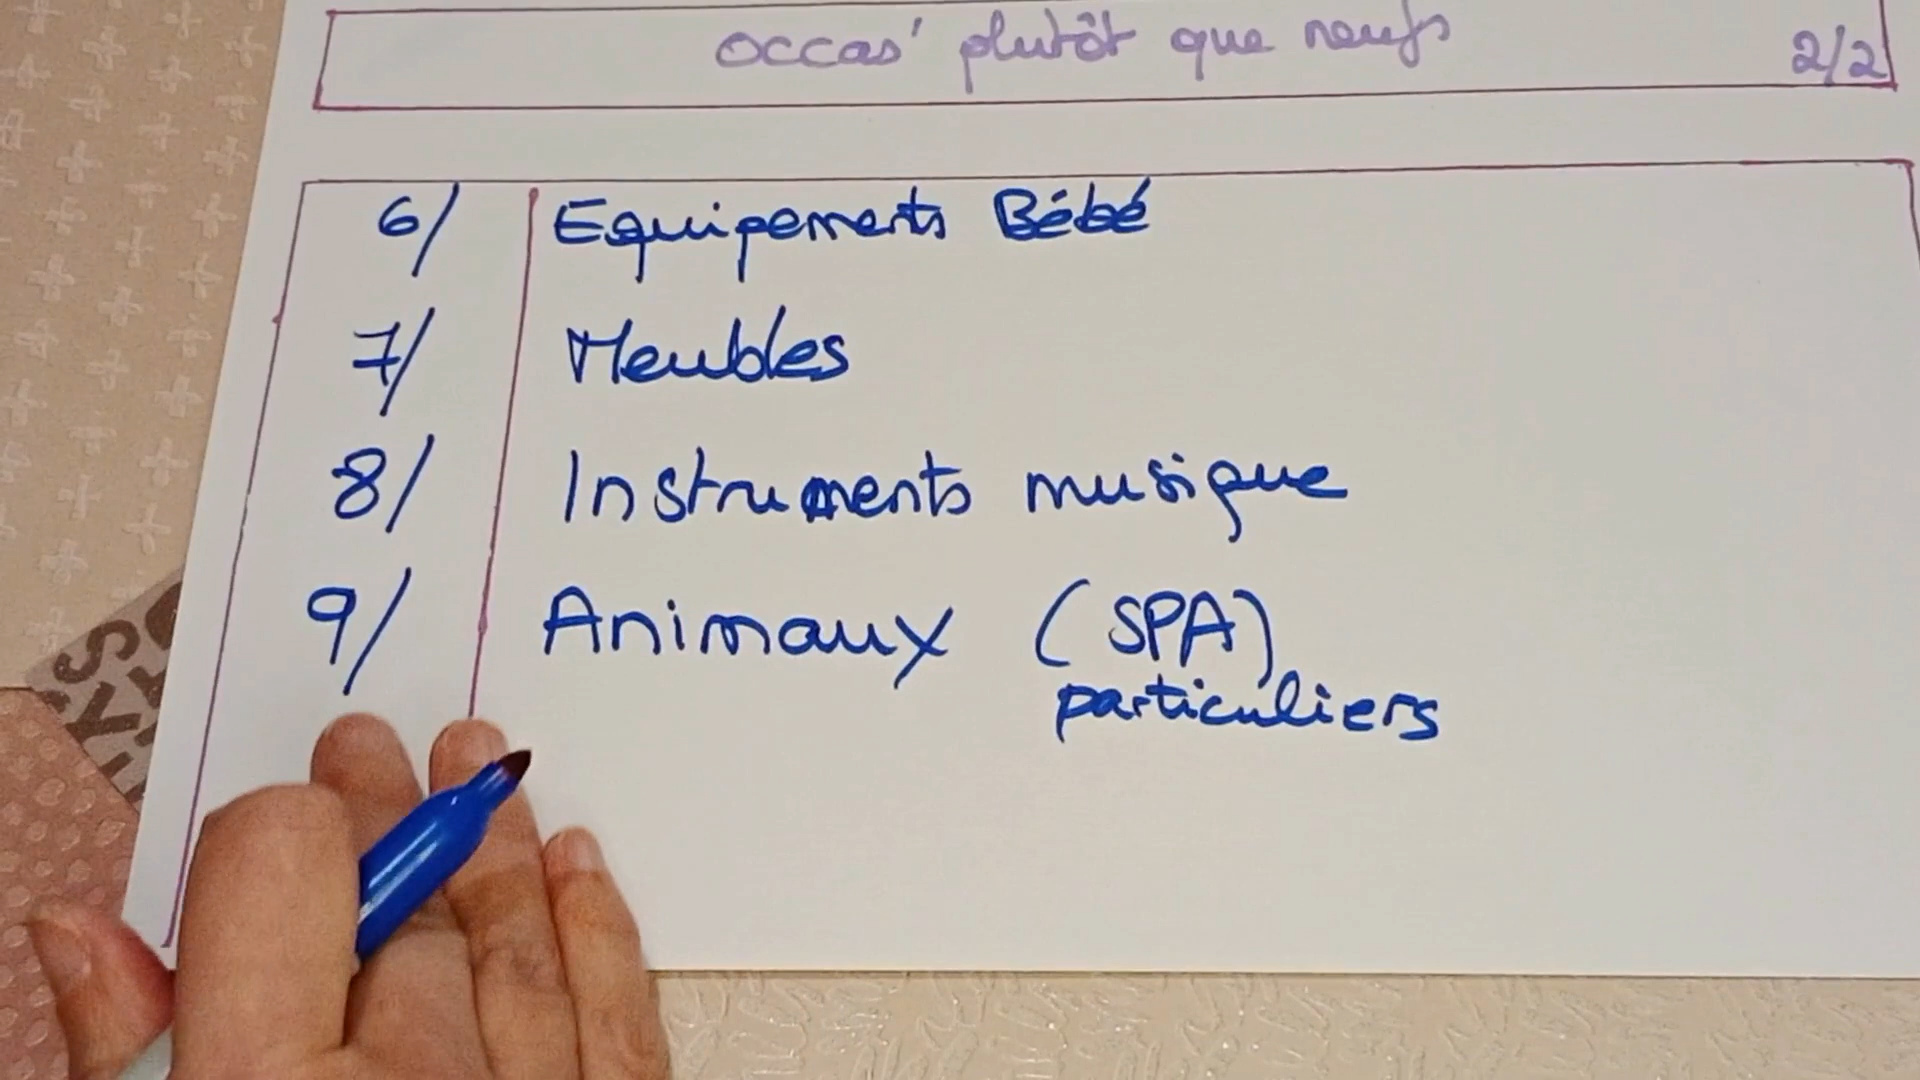 occas' plutôt que neufs 2/2
6/ Equipements Bébé
7/ Meubles
8/ Instruments musique
9/ Animaux (SPA)
particuliers